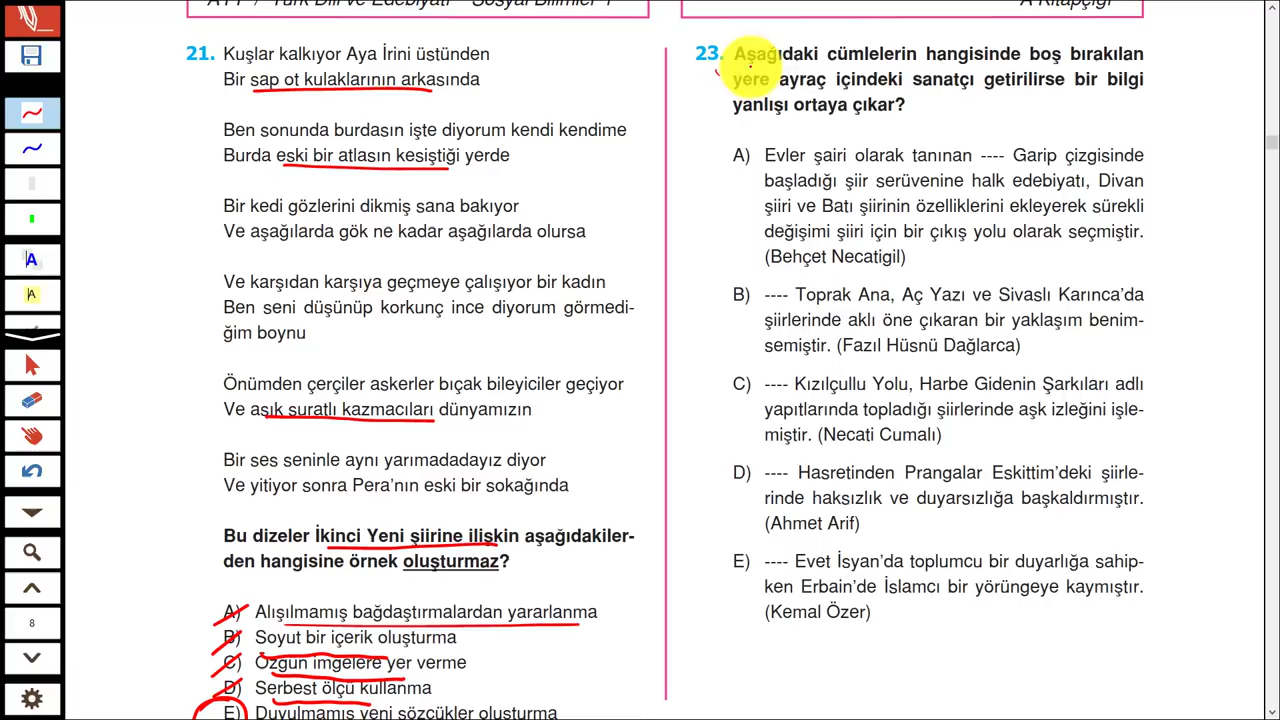 AYT / Türk Dili ve Edebiyatı - Sosyal Bilimler 1
A Kitapçığı
21. Kuşlar kalkıyor Aya İrini üstünden
Bir sap ot kulaklarının arkasında
Ben sonunda burdasın işte diyorum kendi kendime
Burda eski bir atlasın kesiştiği yerde
Bir kedi gözlerini dikmiş sana bakıyor
Ve aşağılarda gök ne kadar aşağılarda olursa
Ve karşıdan karşıya geçmeye çalışıyor bir kadın
Ben seni düşünüp korkunç ince diyorum görmedi-
ğim boynu
Önümden çerçiler askerler bıçak bileyiciler geçiyor
Ve aşık suratlı kazmacıları dünyamızın
Bir ses seninle aynı yarımadadayız diyor
Ve yitiyor sonra Pera’nın eski bir sokağında
Bu dizeler İkinci Yeni şiirine ilişkin aşağıdakiler-
den hangisine örnek oluşturmaz?
A) Alışılmamış bağdaştırmalardan yararlanma
B) Soyut bir içerik oluşturma
C) Özgün imgelere yer verme
D) Serbest ölçü kullanma
E) Duyulmamış yeni sözcükler oluşturma
23. Aşağıdaki cümlelerin hangisinde boş bırakılan
yere ayraç içindeki sanatçı getirilirse bir bilgi
yanlışı ortaya çıkar?
A) Evler şairi olarak tanınan ---- Garip çizgisinde
başladığı şiir serüvenine halk edebiyatı, Divan
şiiri ve Batı şiirinin özelliklerini ekleyerek sürekli
değişimi şiiri için bir çıkış yolu olarak seçmiştir.
(Behçet Necatigil)
B) ---- Toprak Ana, Aç Yazı ve Sivaslı Karınca’da
şiirlerinde aklı öne çıkaran bir yaklaşım benim-
semiştir. (Fazıl Hüsnü Dağlarca)
C) ---- Kızılçullu Yolu, Harbe Gidenin Şarkıları adlı
yapıtlarında topladığı şiirlerinde aşk izleğini işle-
miştir. (Necati Cumalı)
D) ---- Hasretinden Prangalar Eskittim’deki şiirle-
rinde haksızlık ve duyarsızlığa başkaldırmıştır.
(Ahmet Arif)
E) ---- Evet İsyan’da toplumcu bir duyarlığa sahip-
ken Erbain’de İslamcı bir yörüngeye kaymıştır.
(Kemal Özer)
A
A
8